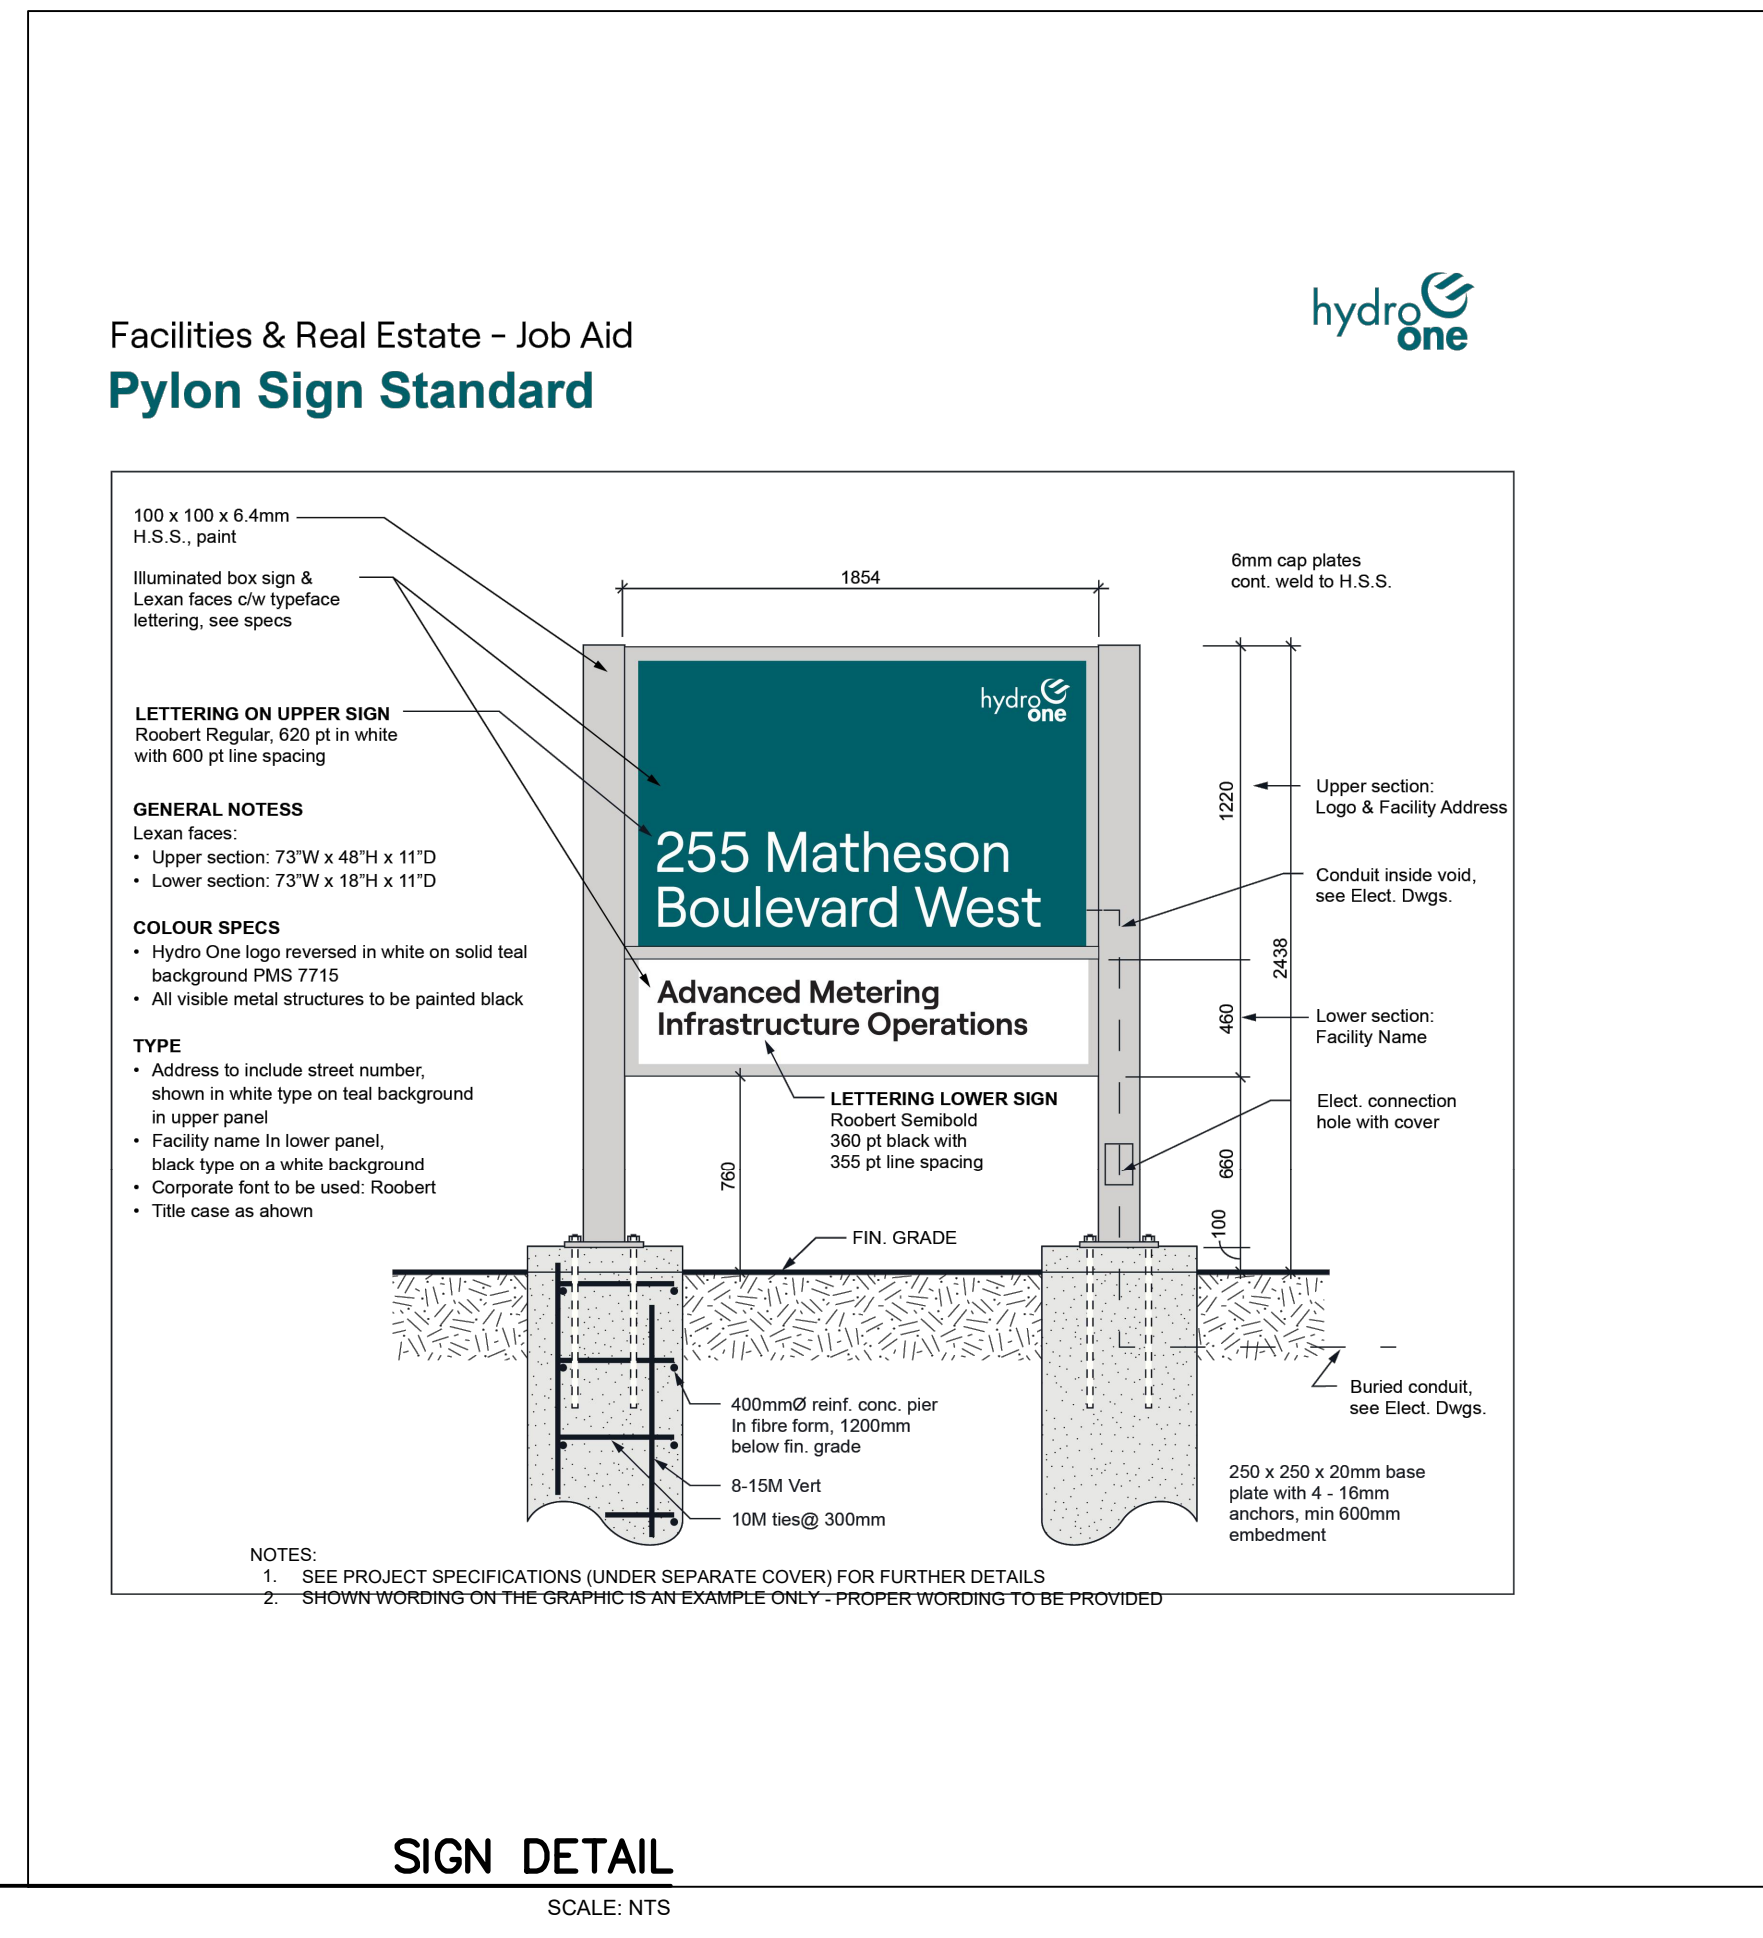 hydro
one
Facilities & Real Estate - Job Aid
Pylon Sign Standard
100 x 100 x 6.4mm
H.S.S., paint
Illuminated box sign &
Lexan faces c/w typeface
lettering, see specs
LETTERING ON UPPER SIGN
Roobert Regular, 620 pt in white
with 600 pt line spacing
GENERAL NOTESS
Lexan faces:
• Upper section: 73”W x 48”H x 11”D
• Lower section: 73”W x 18”H x 11”D
COLOUR SPECS
• Hydro One logo reversed in white on solid teal
background PMS 7715
• All visible metal structures to be painted black
TYPE
• Address to include street number,
shown in white type on teal background
in upper panel
• Facility name In lower panel,
black type on a white background
• Corporate font to be used: Roobert
• Title case as ahown
1854
hydro
one
255 Matheson
Boulevard West
Advanced Metering
Infrastructure Operations
LETTERING LOWER SIGN
Roobert Semibold
360 pt black with
355 pt line spacing
760
FIN. GRADE
6mm cap plates
cont. weld to H.S.S.
1220
2438
460
660
100
Upper section:
Logo & Facility Address
Conduit inside void,
see Elect. Dwgs.
Lower section:
Facility Name
Elect. connection
hole with cover
Buried conduit,
see Elect. Dwgs.
400mmØ reinf. conc. pier
In fibre form, 1200mm
below fin. grade
8-15M Vert
10M ties@ 300mm
250 x 250 x 20mm base
plate with 4 - 16mm
anchors, min 600mm
embedment
NOTES:
1. SEE PROJECT SPECIFICATIONS (UNDER SEPARATE COVER) FOR FURTHER DETAILS
2. SHOWN WORDING ON THE GRAPHIC IS AN EXAMPLE ONLY - PROPER WORDING TO BE PROVIDED
SIGN DETAIL
SCALE: NTS